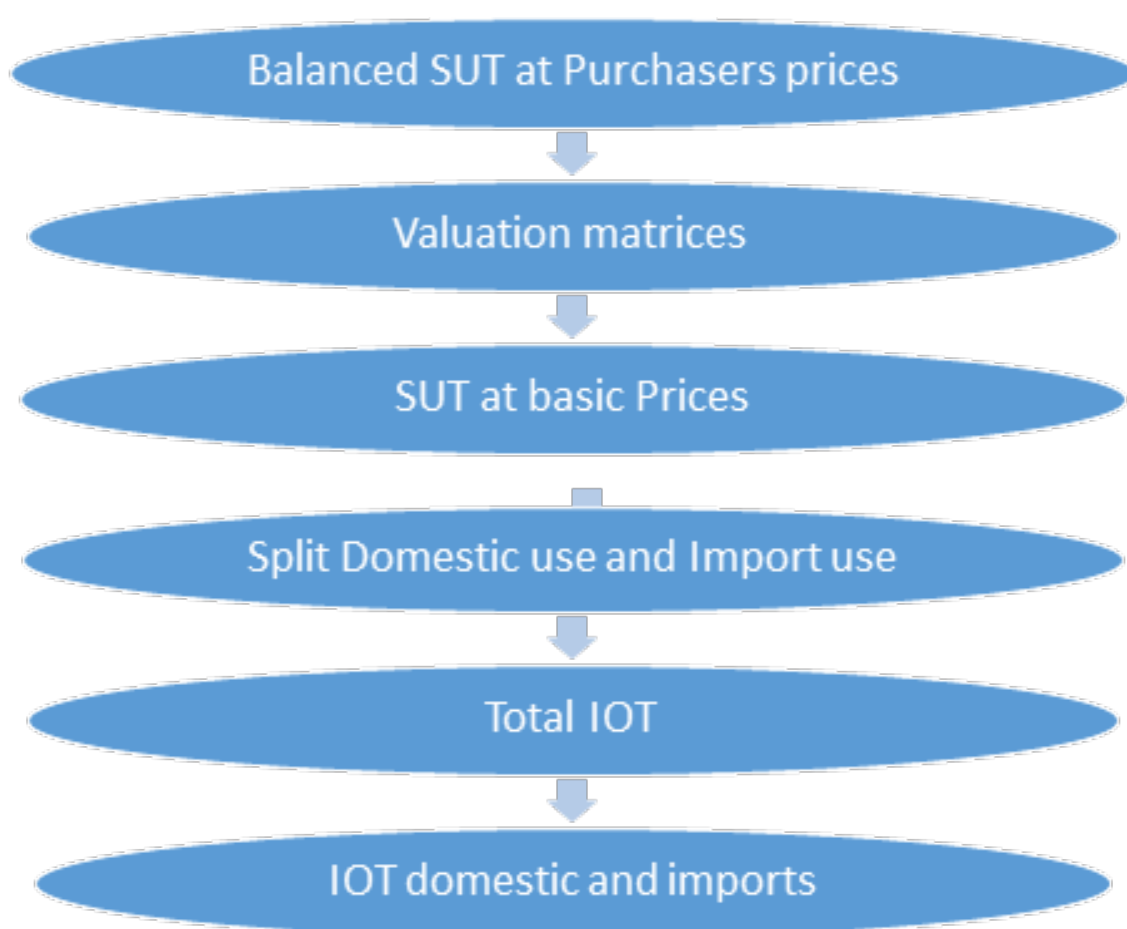 Balanced SUT at Purchasers prices
Valuation matrices
SUT at basic Prices
Split Domestic use and Import use
Total IOT
IOT domestic and imports